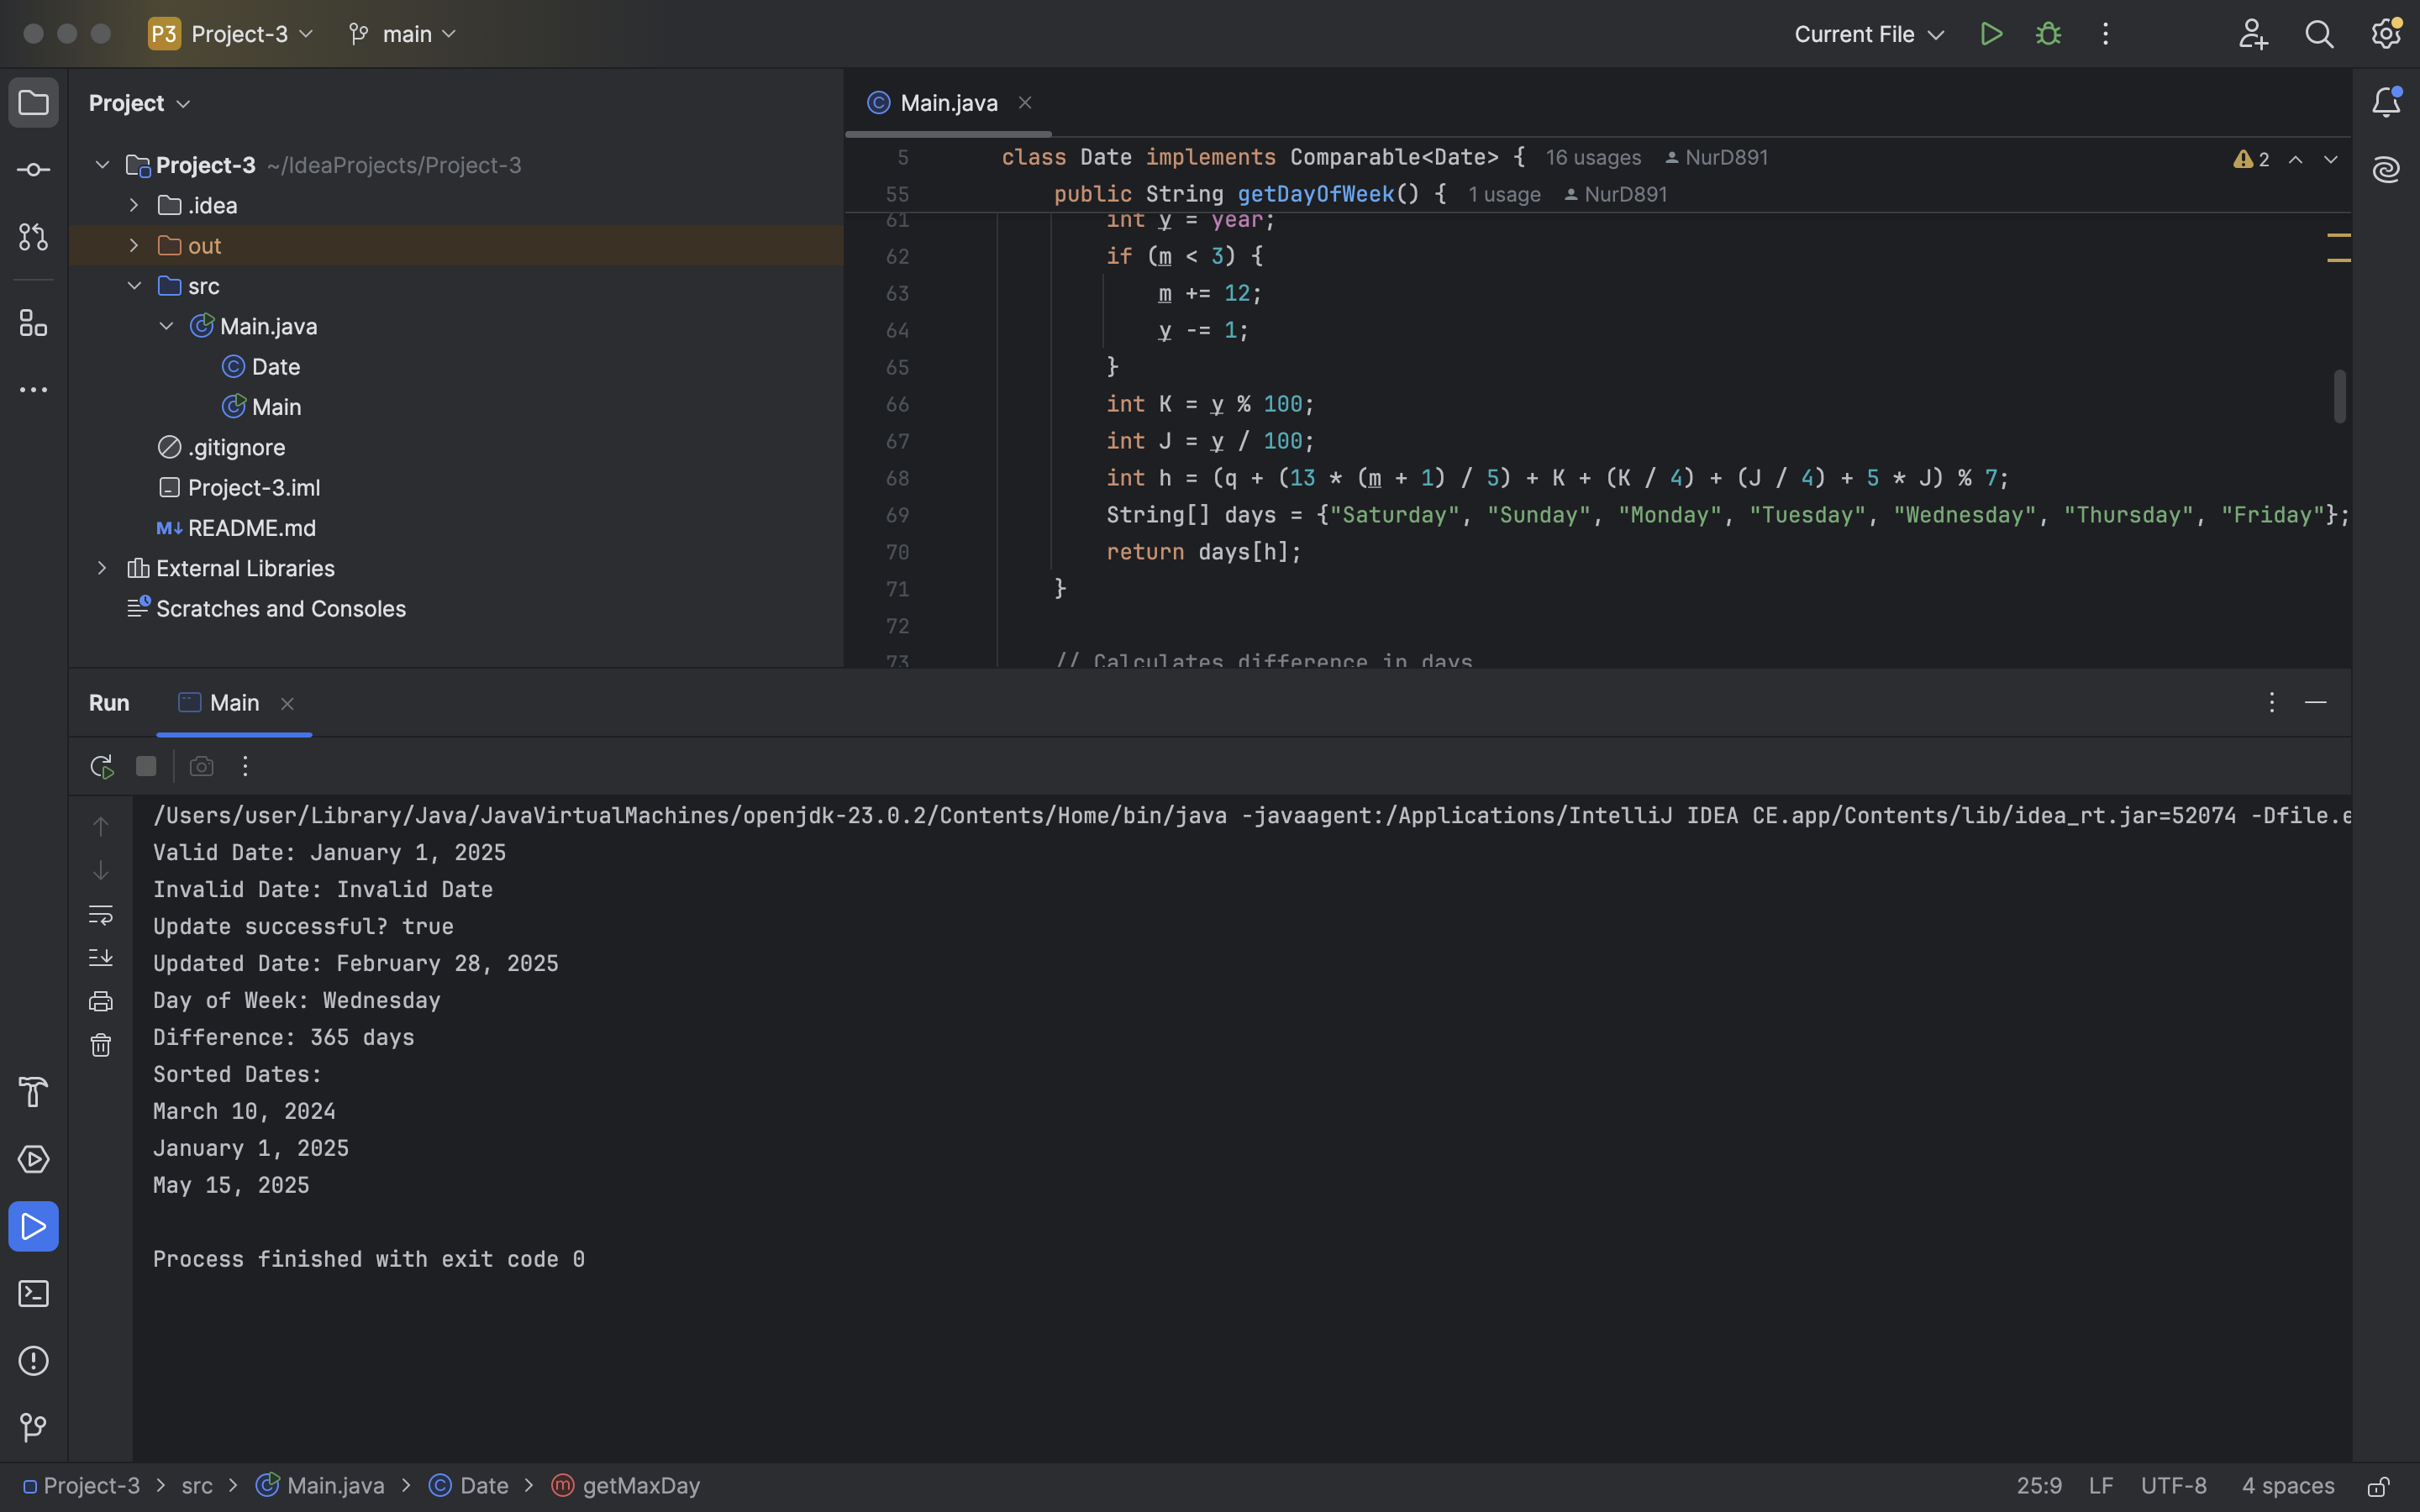 P3 Project-3 main Current File
Project
Main.java
Project-3 ~/IdeaProjects/Project-3
.idea
out
src
Main.java
Date
Main
.gitignore
Project-3.iml
M↓ README.md
External Libraries
Scratches and Consoles
5 class Date implements Comparable<Date> { 16 usages NurD891 2
55 public String getDayOfWeek() { 1 usage NurD891
61 int y = year;
62 if (m < 3) {
63 m += 12;
64 y -= 1;
65 }
66 int K = y % 100;
67 int J = y / 100;
68 int h = (q + (13 * (m + 1) / 5) + K + (K / 4) + (J / 4) + 5 * J) % 7;
69 String[] days = {"Saturday", "Sunday", "Monday", "Tuesday", "Wednesday", "Thursday", "Friday"};
70 return days[h];
71 }
72
73 // Calculates difference in days
Run Main
/Users/user/Library/Java/JavaVirtualMachines/openjdk-23.0.2/Contents/Home/bin/java -javaagent:/Applications/IntelliJ IDEA CE.app/Contents/lib/idea_rt.jar=52074 -Dfile.e
Valid Date: January 1, 2025
Invalid Date: Invalid Date
Update successful? true
Updated Date: February 28, 2025
Day of Week: Wednesday
Difference: 365 days
Sorted Dates:
March 10, 2024
January 1, 2025
May 15, 2025
Process finished with exit code 0
Project-3 > src > Main.java > Date > getMaxDay 25:9 LF UTF-8 4 spaces